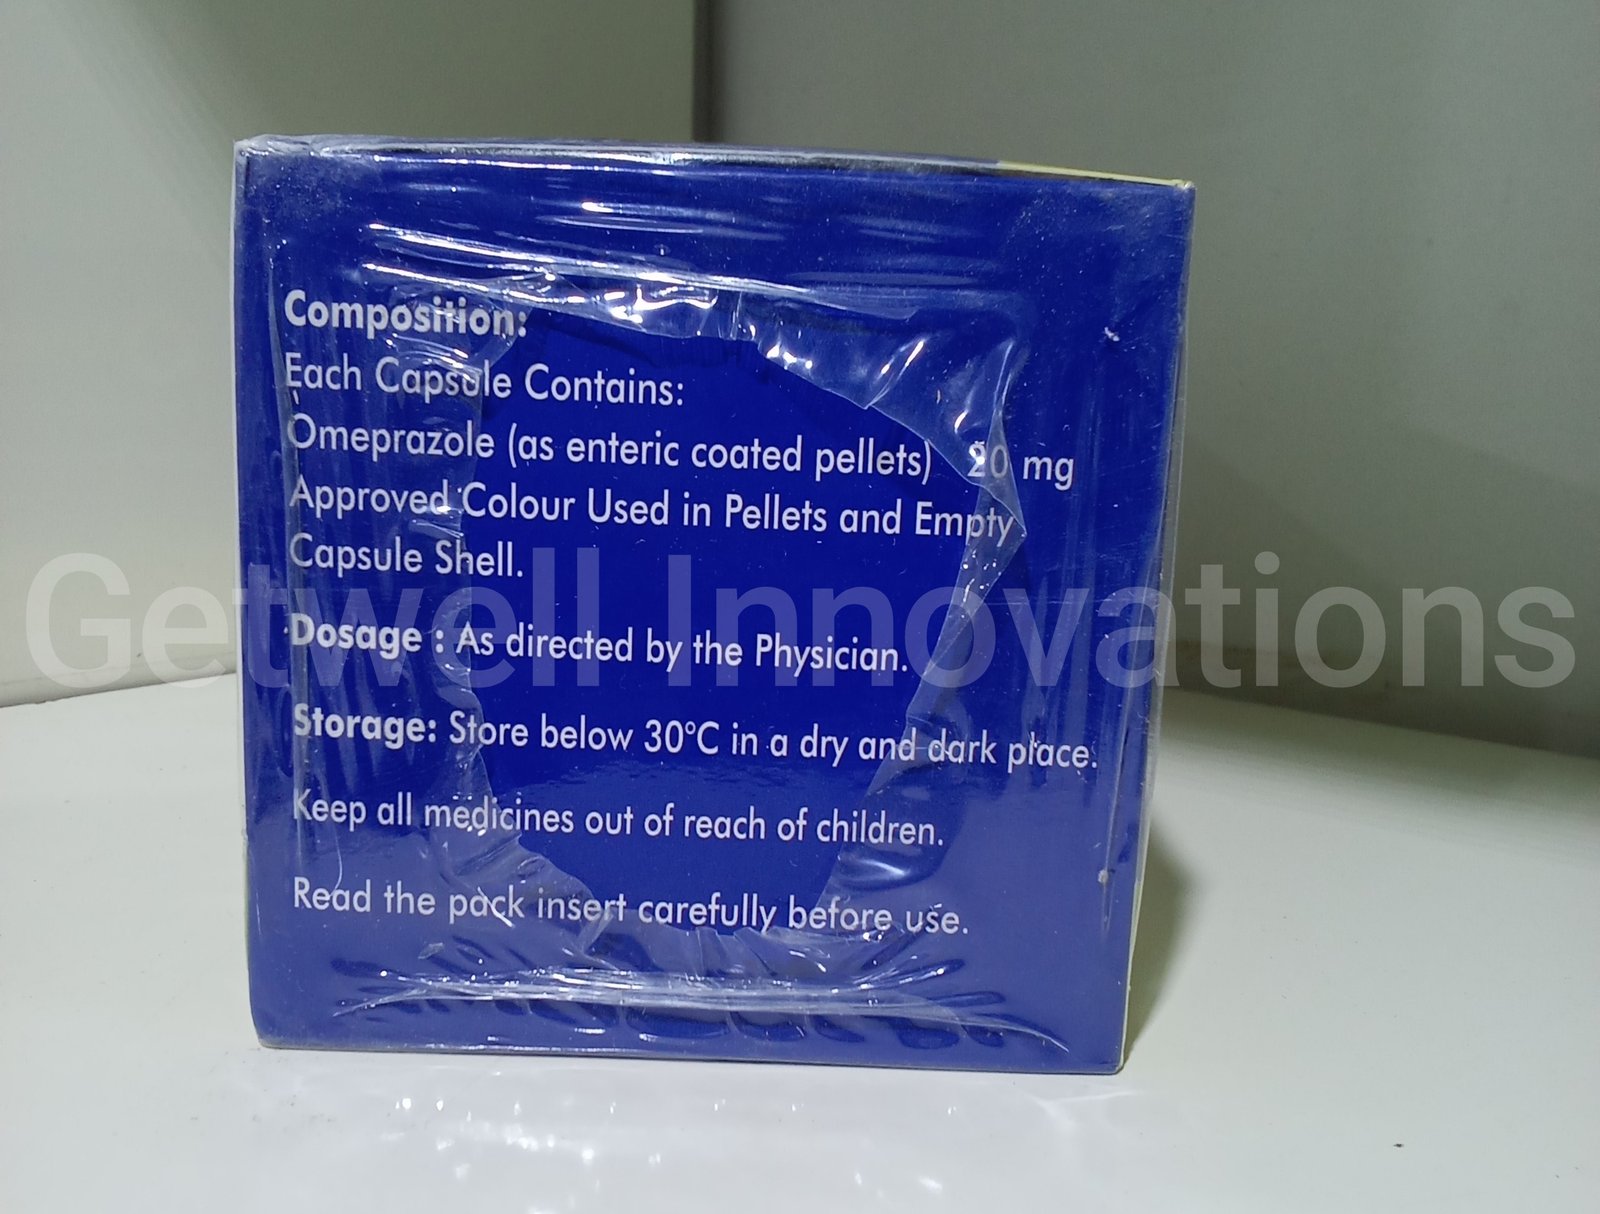 Composition:
Each Capsule Contains:
Omeprazole (as enteric coated pellets) 20 mg
Approved Colour Used in Pellets and Empty
Capsule Shell.
Getwell Innovations
Dosage : As directed by the Physician.
Storage: Store below 30°C in a dry and dark place.
Keep all medicines out of reach of children.
Read the pack insert carefully before use.